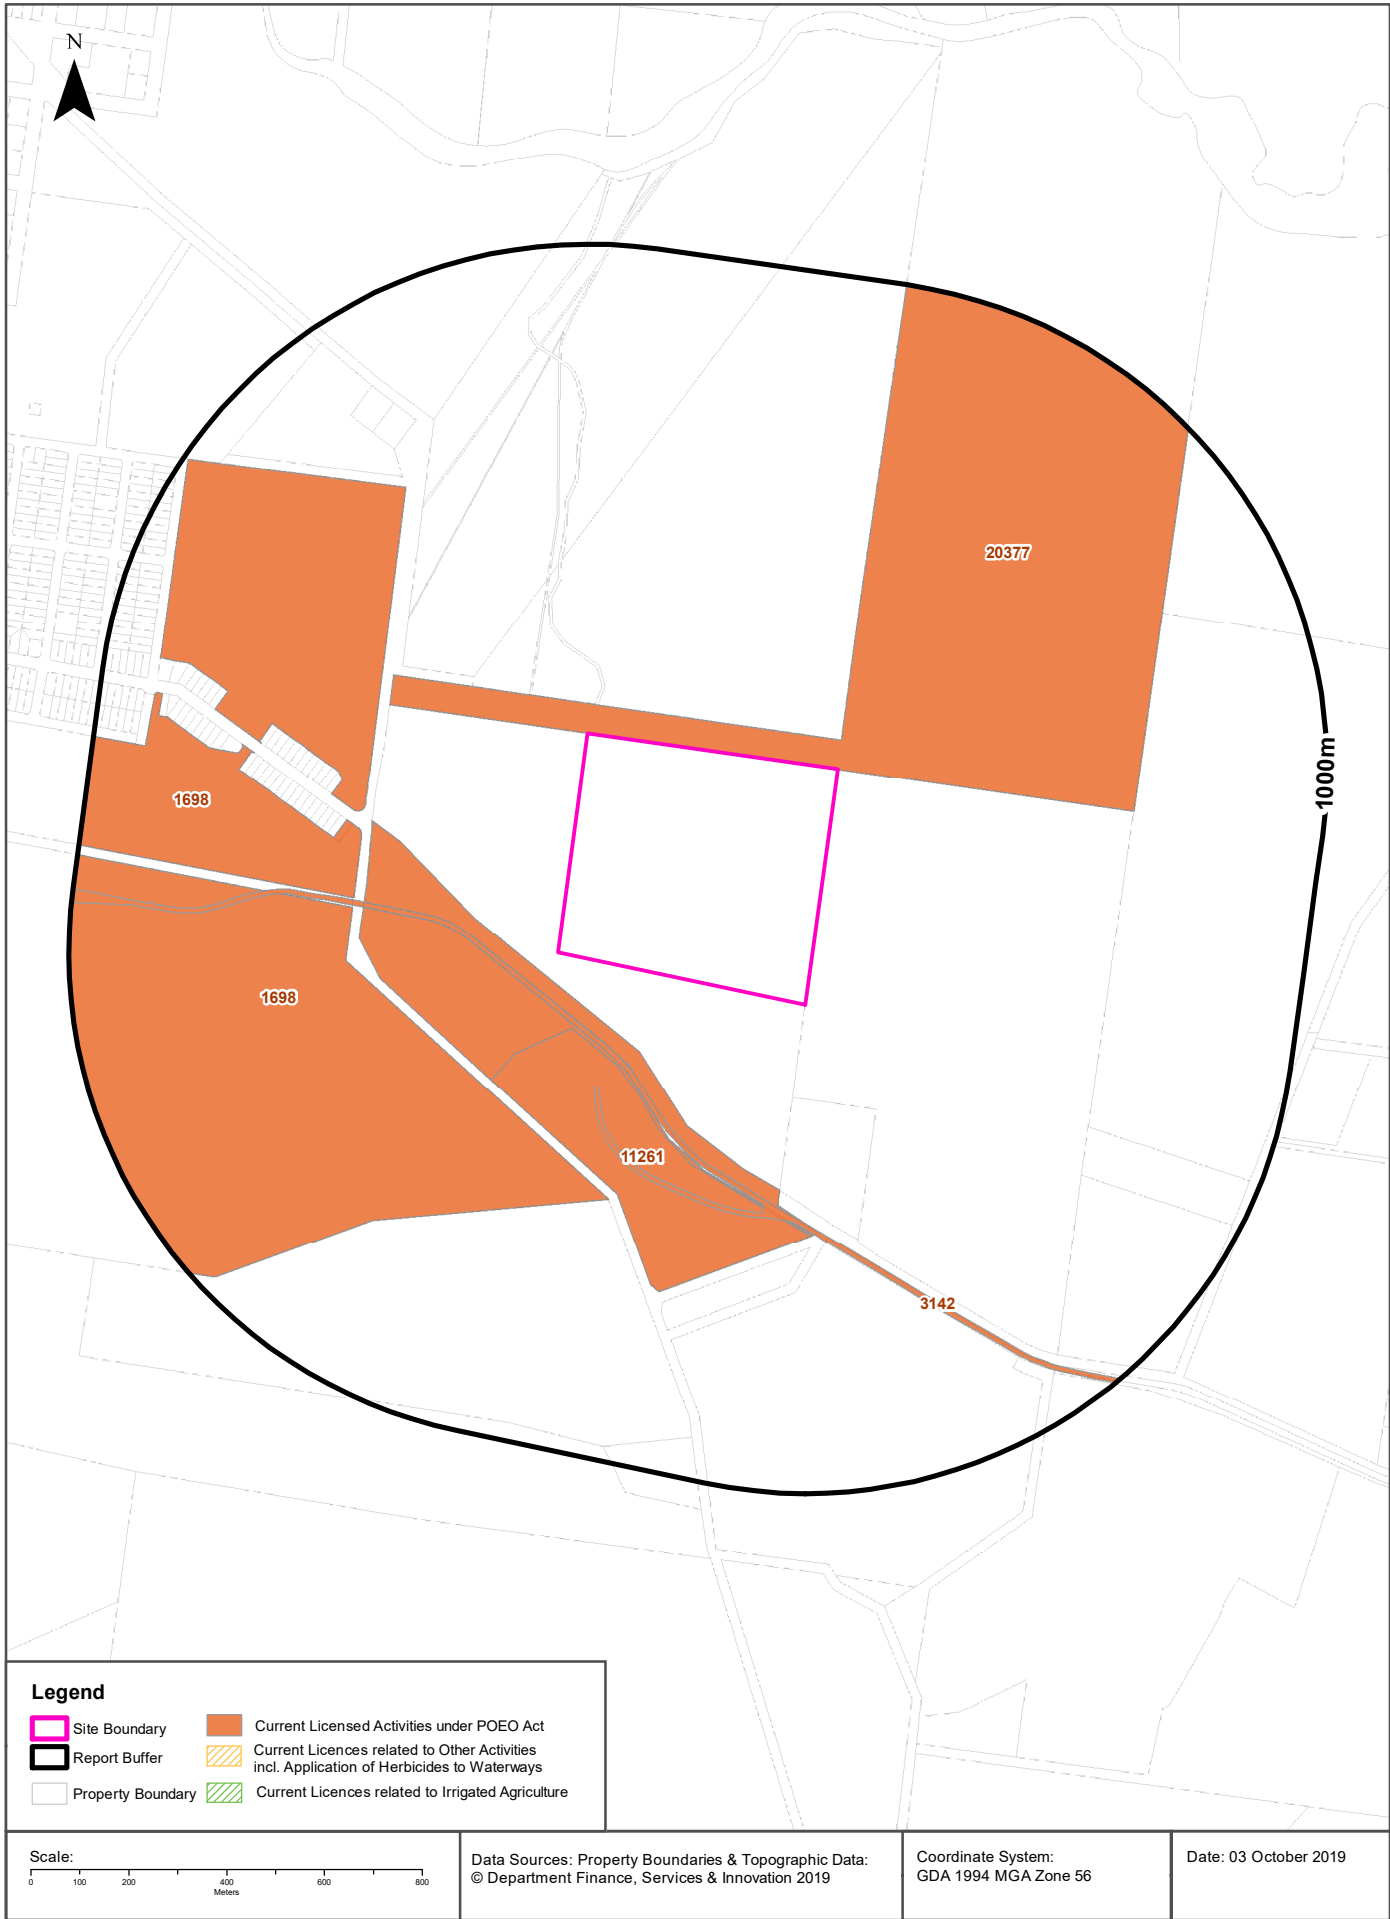 N
20377
1000m
1698
1698
11261
3142
Legend
Site Boundary
Report Buffer
Property Boundary
Current Licensed Activities under POEO Act
Current Licences related to Other Activities
incl. Application of Herbicides to Waterways
Current Licences related to Irrigated Agriculture
Scale:
0 100 200 400 600 800
Meters
Data Sources: Property Boundaries & Topographic Data:
© Department Finance, Services & Innovation 2019
Coordinate System:
GDA 1994 MGA Zone 56
Date: 03 October 2019